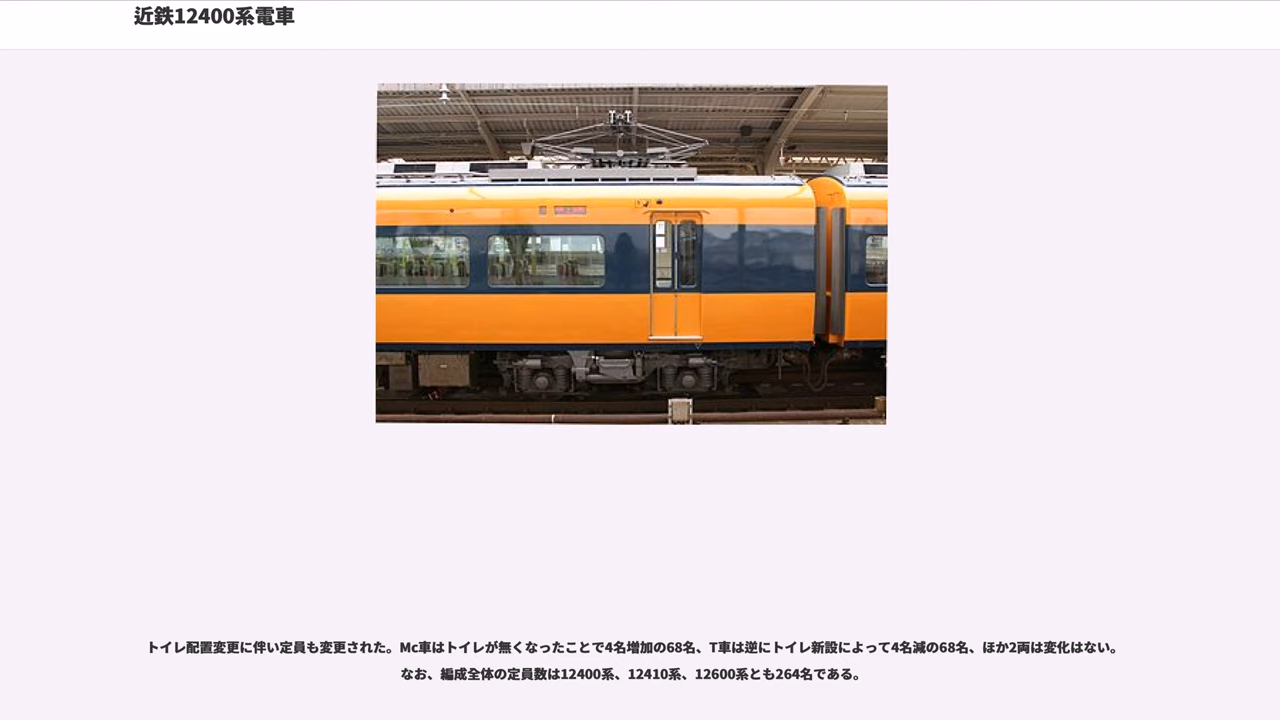 近鉄12400系電車
トイレ配置変更に伴い定員も変更された。Mc車はトイレが無くなったことで4名増加の68名、T車は逆にトイレ新設によって4名減の68名、ほか2両は変化はない。
なお、編成全体の定員数は12400系、12410系、12600系とも264名である。